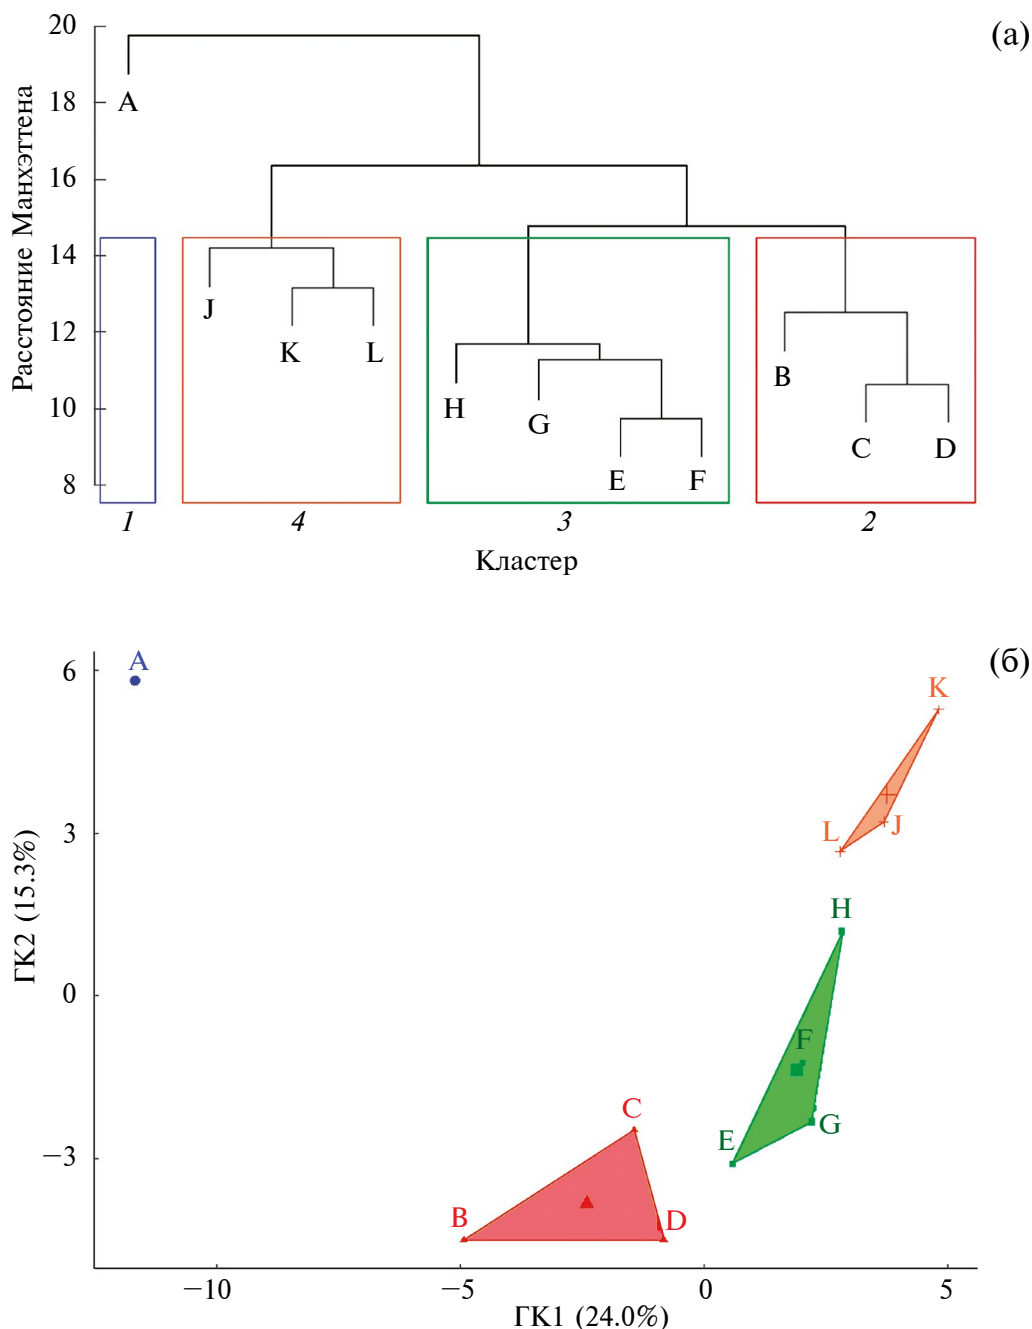 (а)
Расстояние Манхэттена
20
18
16
14
12
10
8
A
J
K
L
H
G
E
F
B
C
D
1
4
3
2
Кластер
(б)
ГК2 (15.3%)
6
3
0
−3
A
K
L
J
H
F
G
E
C
B
D
−10
−5
0
5
ГК1 (24.0%)